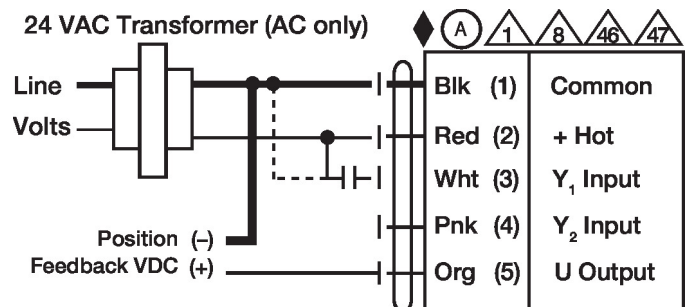 24 VAC Transformer (AC only)
A 1 8 46 47
Line
Volts
Blk (1) Common
Red (2) + Hot
Wht (3) Y₁ Input
Pnk (4) Y₂ Input
Position (–)
Feedback VDC (+)
Org (5) U Output